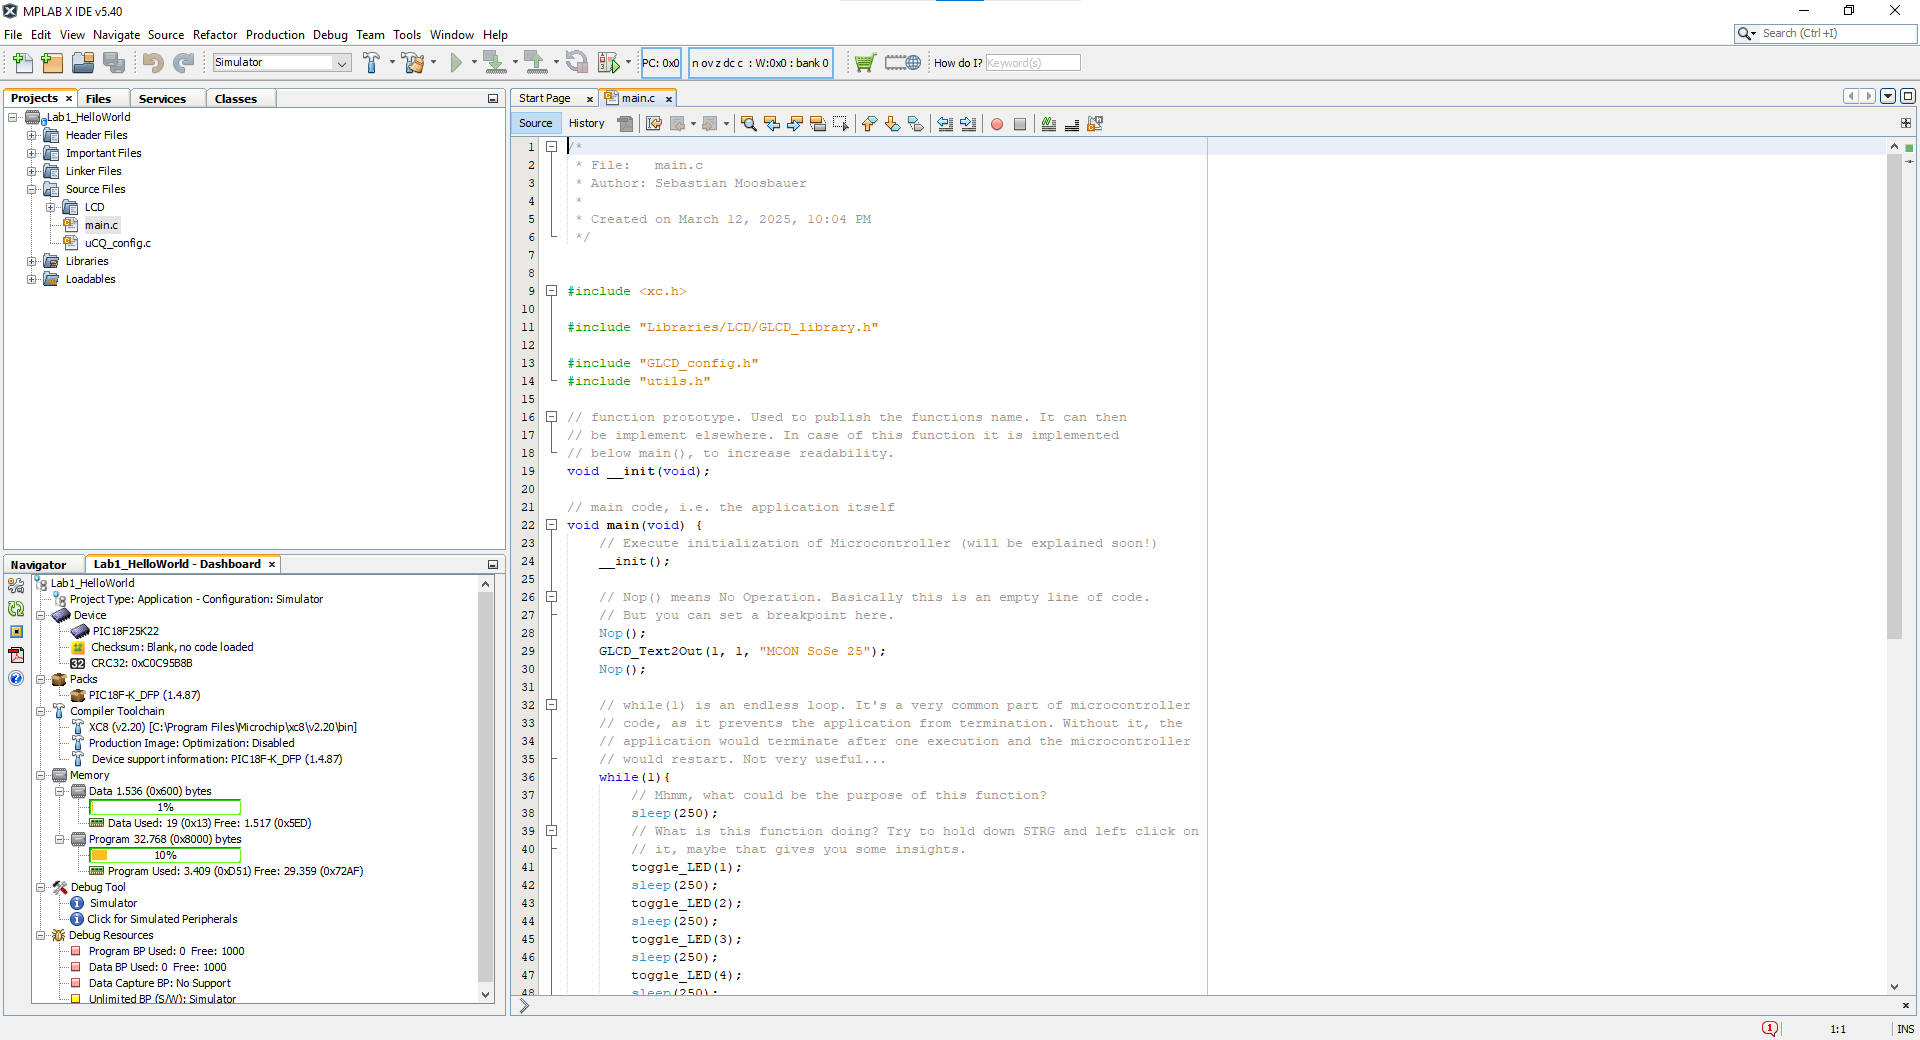 MPLAB X IDE v5.40
File Edit View Navigate Source Refactor Production Debug Team Tools Window Help
Search (Ctrl+I)
Simulator
PC: 0x0
n ov z dc c : W:0x0 : bank 0
How do I? Keyword(s)
Projects Files Services Classes
Lab1_HelloWorld
Header Files
Important Files
Linker Files
Source Files
LCD
main.c
uCQ_config.c
Libraries
Loadables
Navigator Lab1_HelloWorld - Dashboard
Lab1_HelloWorld
Project Type: Application - Configuration: Simulator
Device
PIC18F25K22
Checksum: Blank, no code loaded
32 CRC32: 0xC0C95B8B
Packs
PIC18F-K_DFP (1.4.87)
Compiler Toolchain
XC8 (v2.20) [C:\Program Files\Microchip\xc8\v2.20\bin]
Production Image: Optimization: Disabled
Device support information: PIC18F-K_DFP (1.4.87)
Memory
Data 1.536 (0x600) bytes
1%
Data Used: 19 (0x13) Free: 1.517 (0x5ED)
Program 32.768 (0x8000) bytes
10%
Program Used: 3.409 (0xD51) Free: 29.359 (0x72AF)
Debug Tool
Simulator
Click for Simulated Peripherals
Debug Resources
Program BP Used: 0 Free: 1000
Data BP Used: 0 Free: 1000
Data Capture BP: No Support
Unlimited BP (S/W): Simulator
Start Page main.c
Source History
1 /*
2 * File:   main.c
3 * Author: Sebastian Moosbauer
4 *
5 * Created on March 12, 2025, 10:04 PM
6 */
7
8
9 #include <xc.h>
10
11 #include "Libraries/LCD/GLCD_library.h"
12
13 #include "GLCD_config.h"
14 #include "utils.h"
15
16 // function prototype. Used to publish the functions name. It can then
17 // be implement elsewhere. In case of this function it is implemented
18 // below main(), to increase readability.
19 void __init(void);
20
21 // main code, i.e. the application itself
22 void main(void) {
23 // Execute initialization of Microcontroller (will be explained soon!)
24 __init();
25
26 // Nop() means No Operation. Basically this is an empty line of code.
27 // But you can set a breakpoint here.
28 Nop();
29 GLCD_Text2Out(1, 1, "MCON SoSe 25");
30 Nop();
31
32 // while(1) is an endless loop. It's a very common part of microcontroller
33 // code, as it prevents the application from termination. Without it, the
34 // application would terminate after one execution and the microcontroller
35 // would restart. Not very useful...
36 while(1){
37 // Mhmm, what could be the purpose of this function?
38 sleep(250);
39 // What is this function doing? Try to hold down STRG and left click on
40 // it, maybe that gives you some insights.
41 toggle_LED(1);
42 sleep(250);
43 toggle_LED(2);
44 sleep(250);
45 toggle_LED(3);
46 sleep(250);
47 toggle_LED(4);
48 sleep(250);
1 1:1 INS